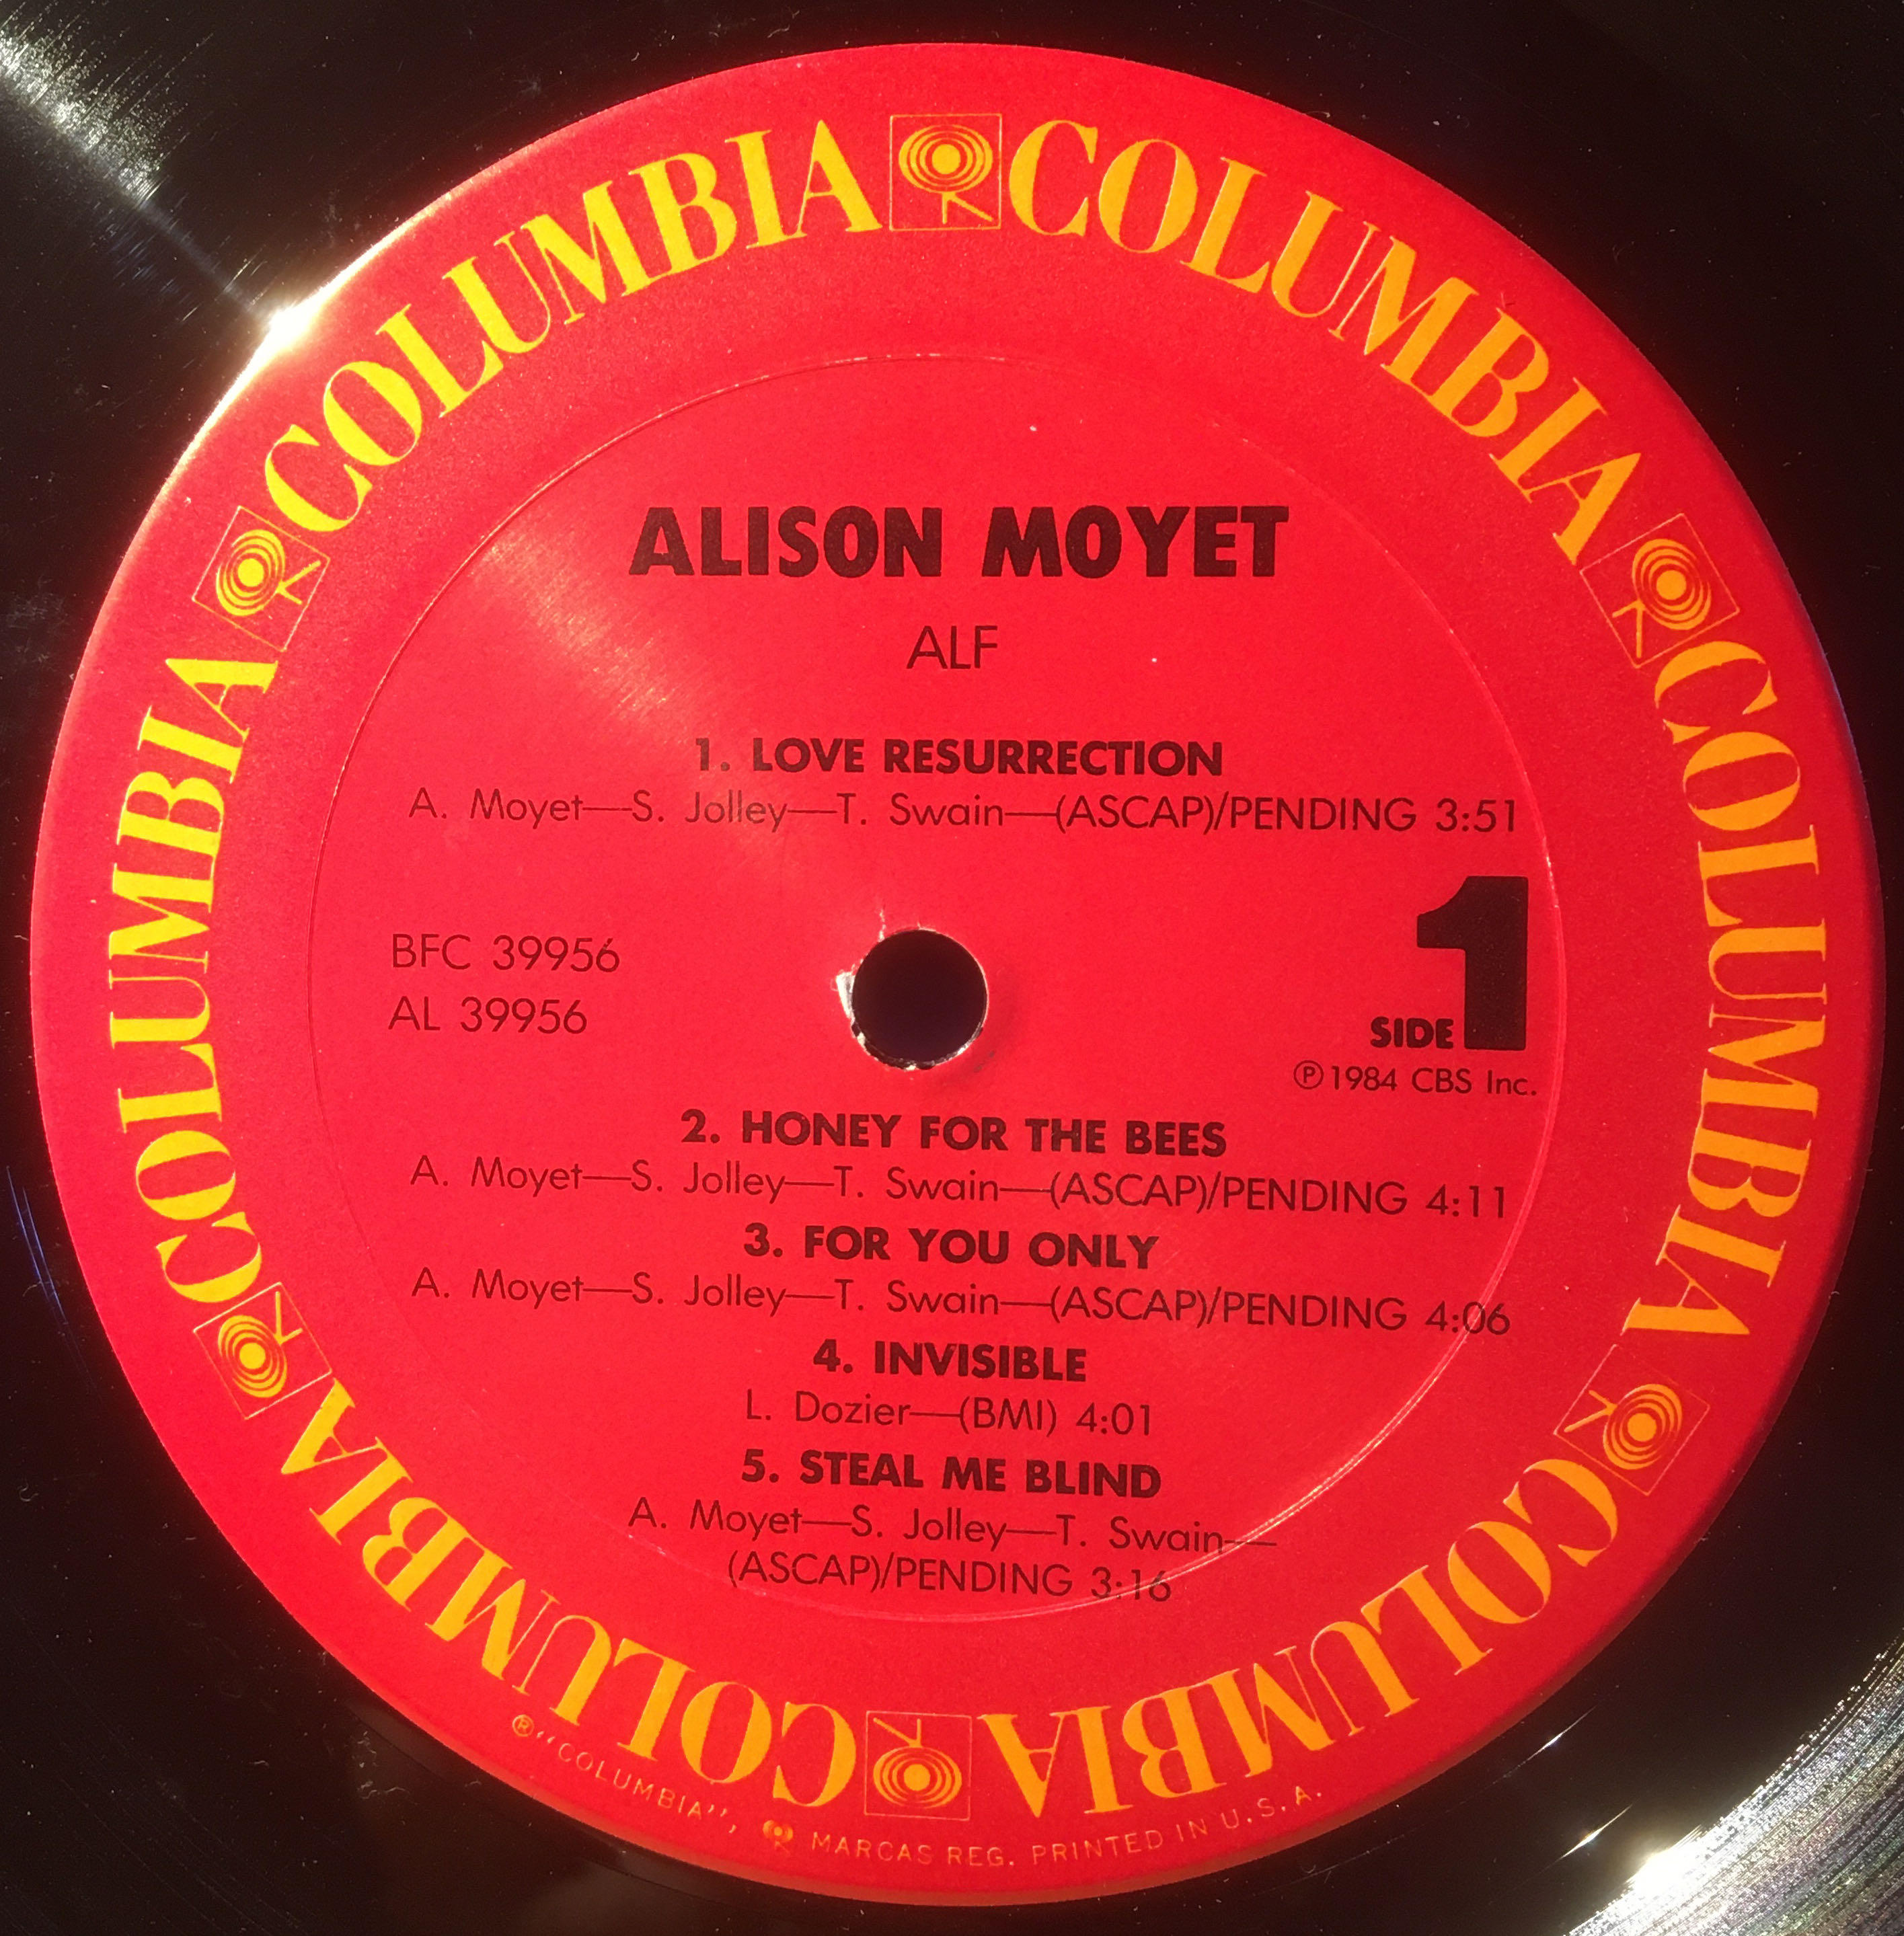 COLUMBIA COLUMBIA COLUMBIA COLUMBIA COLUMBIA COLUMBIA
ALISON MOYET
ALF
1. LOVE RESURRECTION
A. Moyet—S. Jolley—T. Swain—(ASCAP)/PENDING 3:51
BFC 39956
AL 39956
SIDE 1
℗1984 CBS Inc.
2. HONEY FOR THE BEES
A. Moyet—S. Jolley—T. Swain—(ASCAP)/PENDING 4:11
3. FOR YOU ONLY
A. Moyet—S. Jolley—T. Swain—(ASCAP)/PENDING 4:06
4. INVISIBLE
L. Dozier—(BMI) 4:01
5. STEAL ME BLIND
A. Moyet—S. Jolley—T. Swain—
(ASCAP)/PENDING 3:16
® "COLUMBIA", MARCAS REG. PRINTED IN U.S.A.